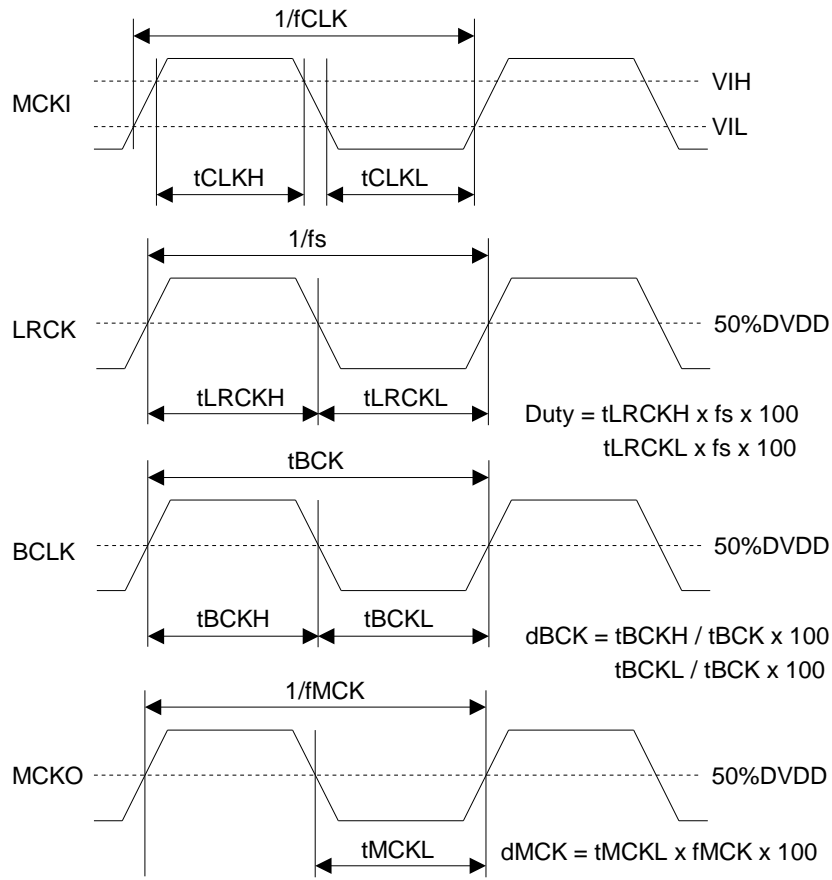 1/fCLK
MCKI
VIH
VIL
tCLKH
tCLKL
1/fs
LRCK
50%DVDD
tLRCKH
tLRCKL
Duty = tLRCKH x fs x 100
tLRCKL x fs x 100
tBCK
BCLK
50%DVDD
tBCKH
tBCKL
dBCK = tBCKH / tBCK x 100
tBCKL / tBCK x 100
1/fMCK
MCKO
50%DVDD
tMCKL
dMCK = tMCKL x fMCK x 100